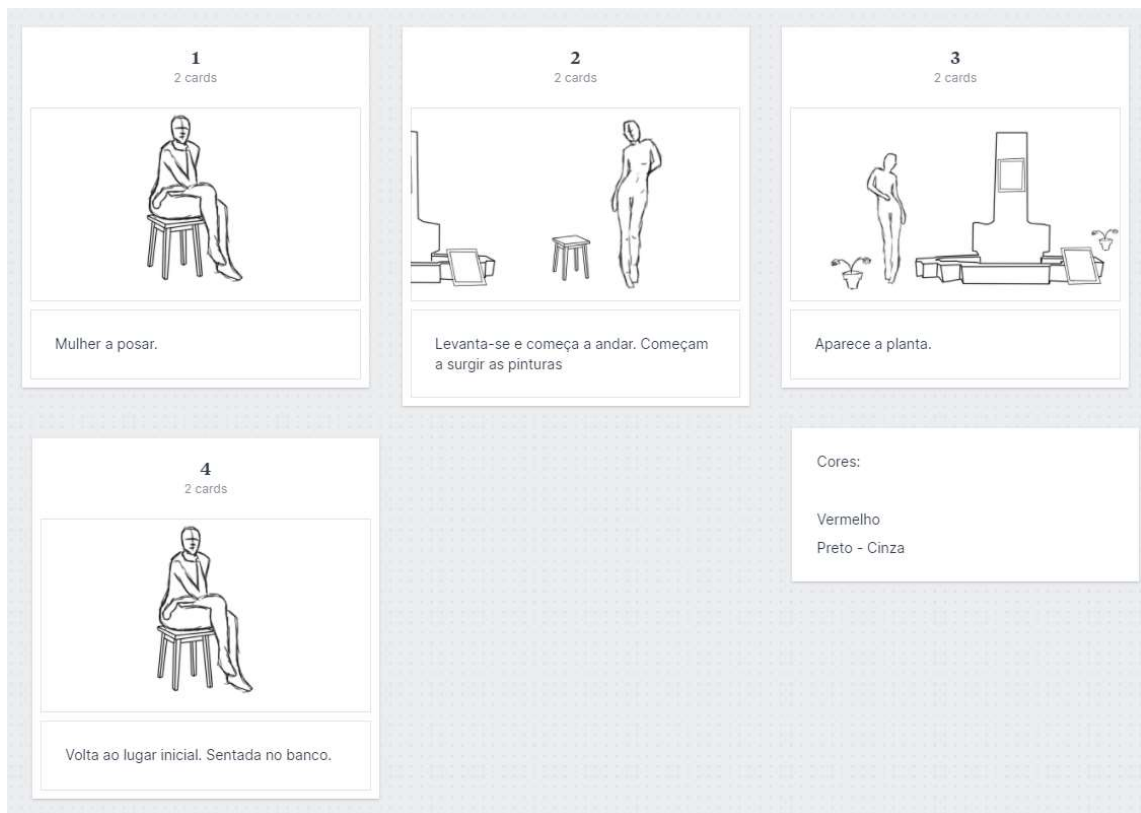 1
2 cards
Mulher a posar.
2
2 cards
Levanta-se e começa a andar. Começam
a surgir as pinturas
3
2 cards
Aparece a planta.
4
2 cards
Volta ao lugar inicial. Sentada no banco.
Cores:
Vermelho
Preto - Cinza